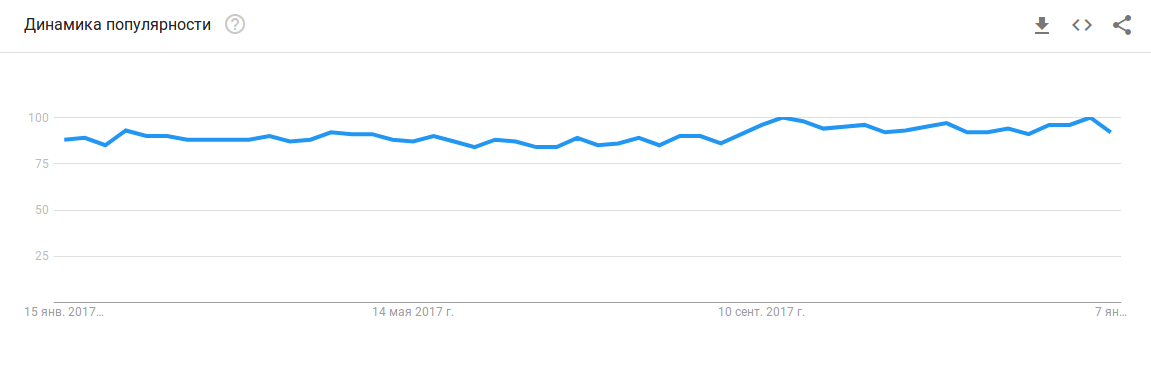 Динамика популярности ?
100
75
50
25
15 янв. 2017…
14 мая 2017 г.
10 сент. 2017 г.
7 ян…